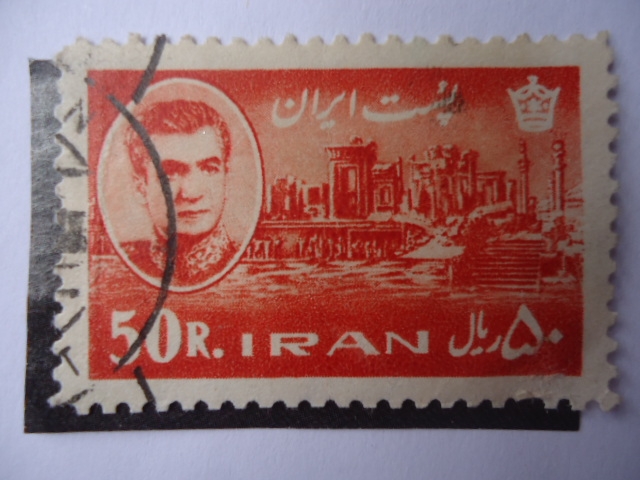 پست ایران
50R. IRAN ۵۰ ریال